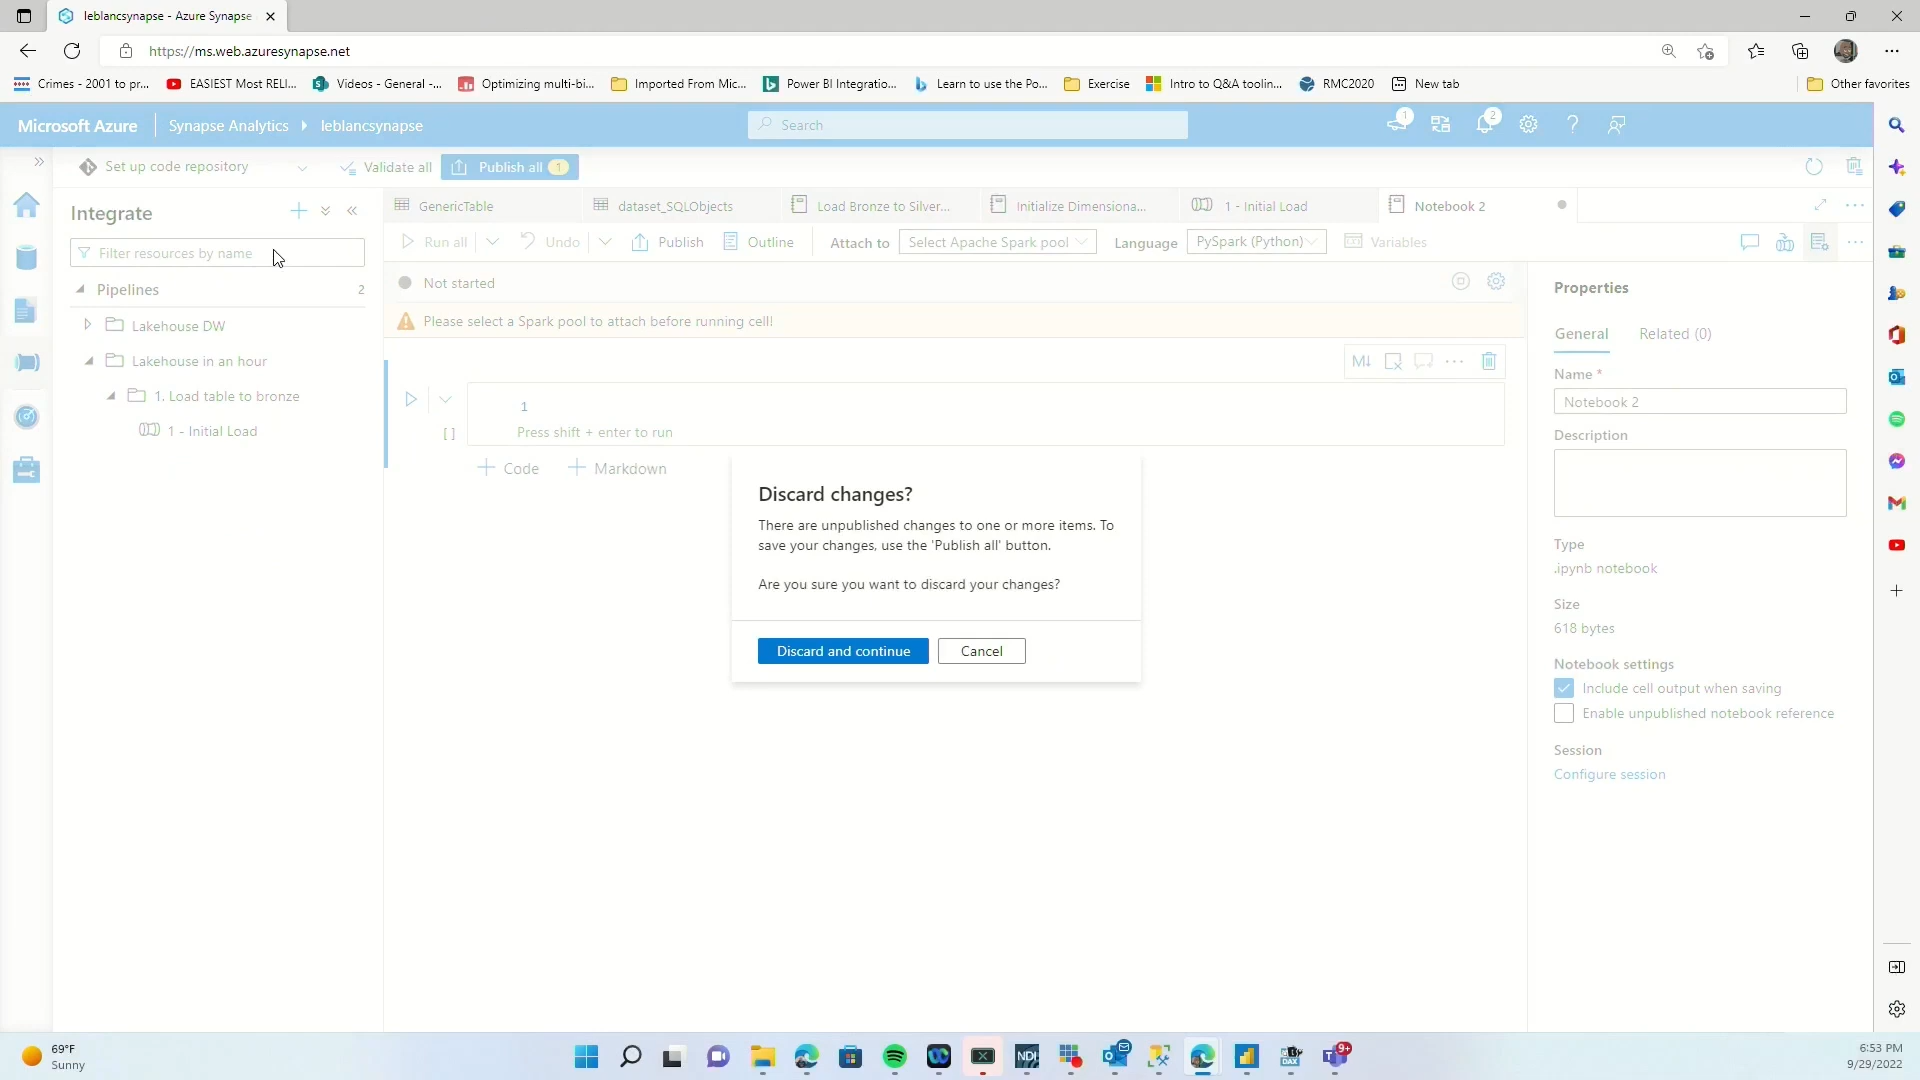 leblancsynapse - Azure Synapse
https://ms.web.azuresynapse.net
Crimes - 2001 to pr...
EASIEST Most RELI...
Videos - General -...
Optimizing multi-bi...
Imported From Mic...
Power BI Integratio...
Learn to use the Po...
Exercise
Intro to Q&A toolin...
RMC2020
New tab
Other favorites
Microsoft Azure
Synapse Analytics
leblancsynapse
Search
1
2
Set up code repository
Validate all
Publish all 1
Integrate
Filter resources by name
Pipelines 2
Lakehouse DW
Lakehouse in an hour
1. Load table to bronze
1 - Initial Load
GenericTable
dataset_SQLObjects
Load Bronze to Silver...
Initialize Dimensiona...
1 - Initial Load
Notebook 2
Run all
Undo
Publish
Outline
Attach to
Select Apache Spark pool
Language
PySpark (Python)
Variables
Not started
Please select a Spark pool to attach before running cell!
M↓
1
[ ]
Press shift + enter to run
Code
Markdown
Discard changes?
There are unpublished changes to one or more items. To
save your changes, use the 'Publish all' button.
Are you sure you want to discard your changes?
Discard and continue
Cancel
Properties
General
Related (0)
Name *
Notebook 2
Description
Type
.ipynb notebook
Size
618 bytes
Notebook settings
Include cell output when saving
Enable unpublished notebook reference
Session
Configure session
69°F
Sunny
NDI
DAX
9+
6:53 PM
9/29/2022